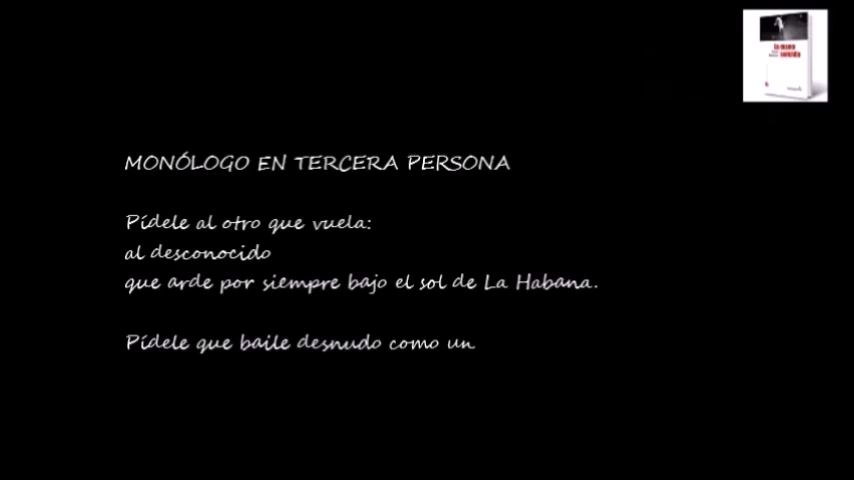 MONÓLOGO EN TERCERA PERSONA
Pídele al otro que vuela:
al desconocido
que arde por siempre bajo el sol de La Habana.
Pídele que baile desnudo como un